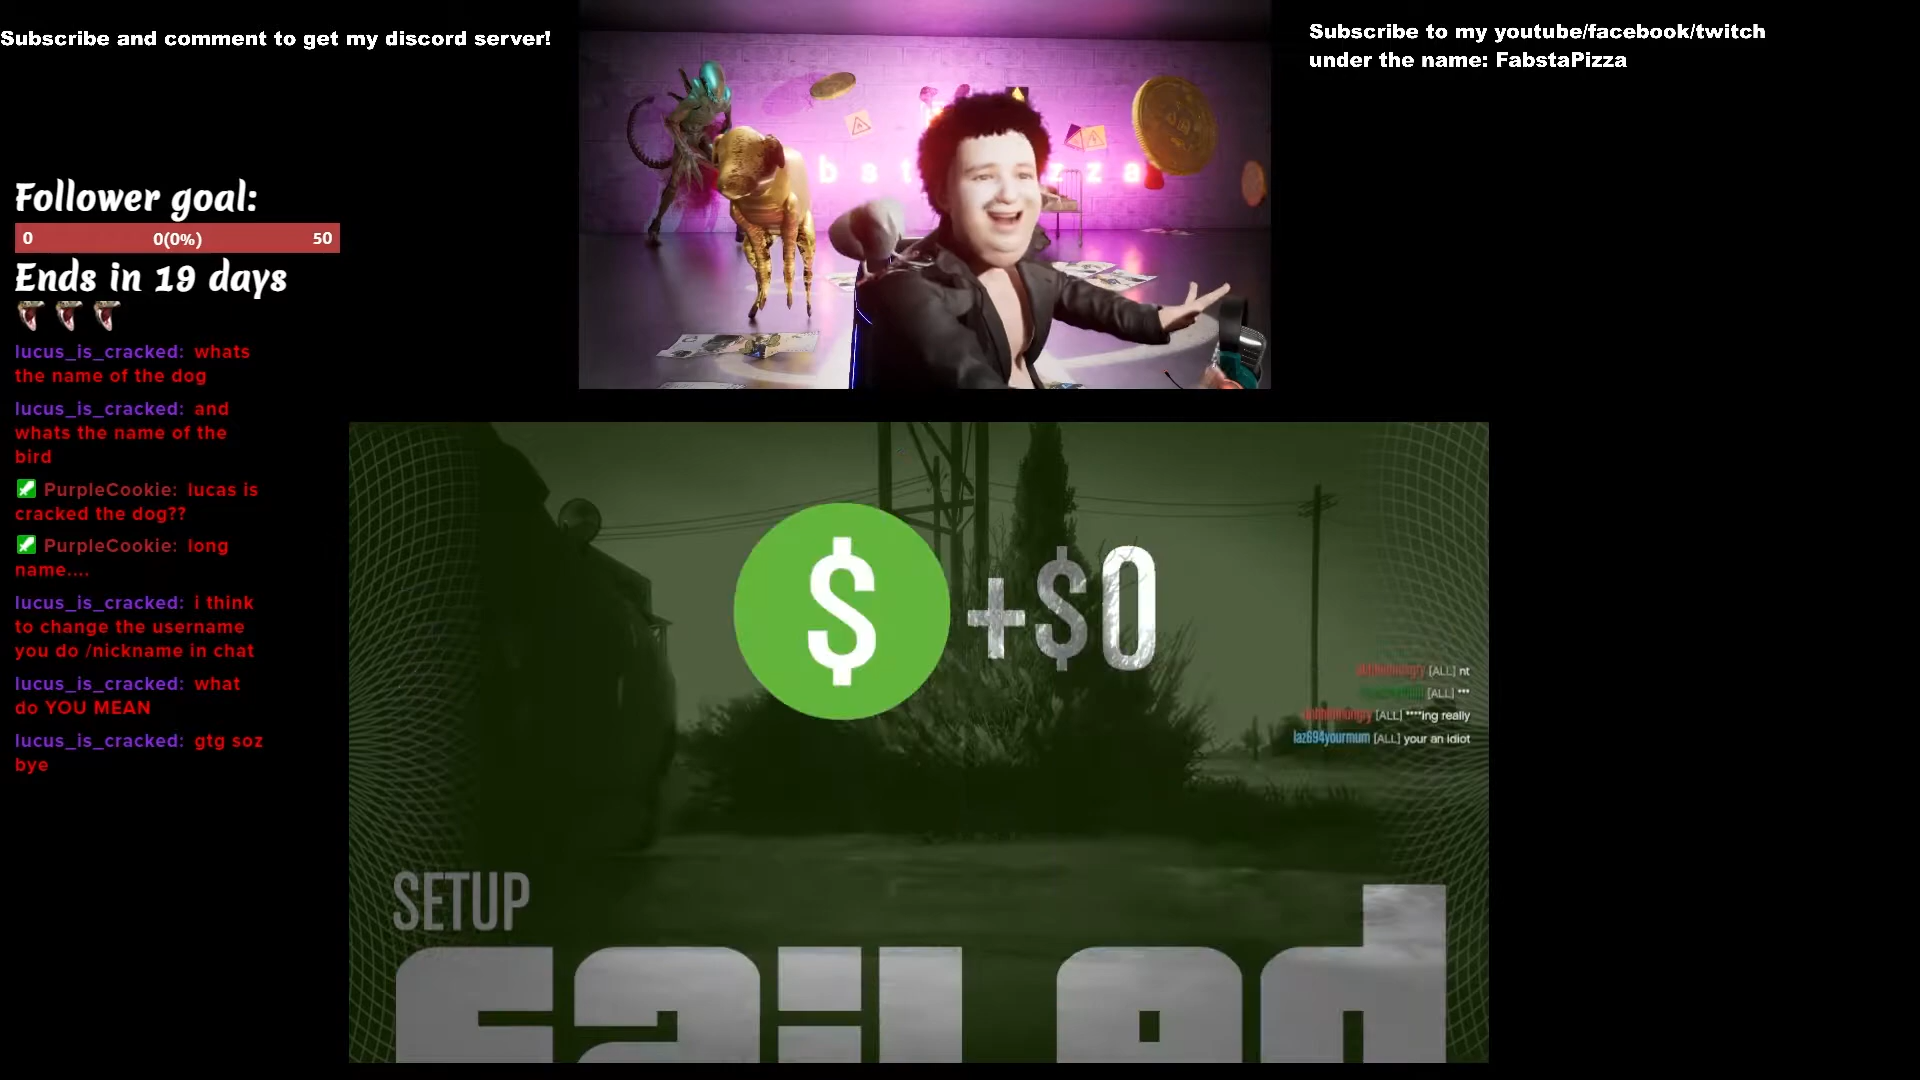 Subscribe and comment to get my discord server!
Subscribe to my youtube/facebook/twitch
under the name: FabstaPizza
b s t z z a
Follower goal:
0 0(0%) 50
Ends in 19 days
lucus_is_cracked: whats
the name of the dog
lucus_is_cracked: and
whats the name of the
bird
PurpleCookie: lucas is
cracked the dog??
PurpleCookie: long
name....
lucus_is_cracked: i think
to change the username
you do /nickname in chat
lucus_is_cracked: what
do YOU MEAN
lucus_is_cracked: gtg soz
bye
$ +$0
[ALL] nt
[ALL] ***
[ALL] ****ing really
laz694yourmum [ALL] your an idiot
SETUP
failed